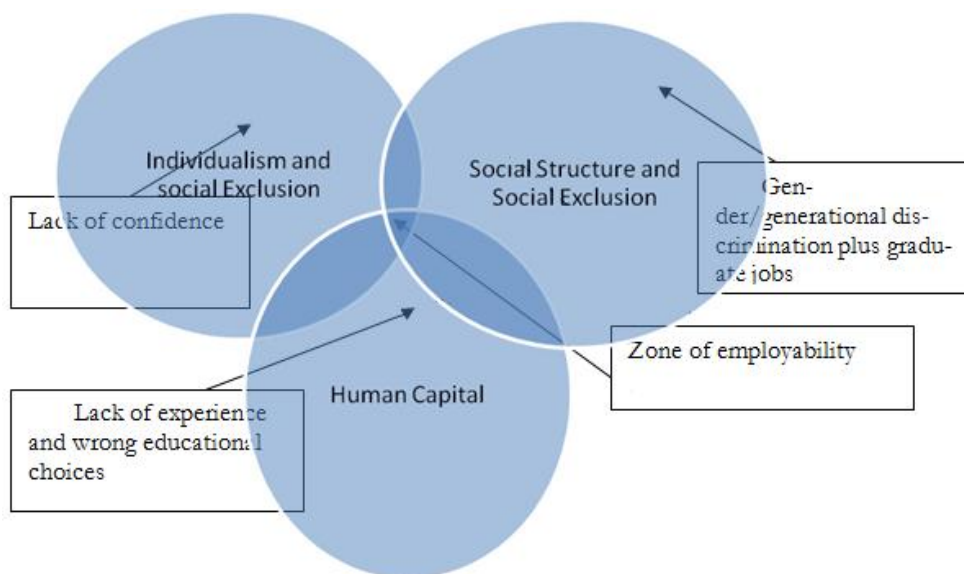 Individualism and
social Exclusion
Social Structure and
Social Exclusion
Lack of confidence
Gen-
der/generational dis-
crimination plus gradu-
ate jobs
Zone of employability
Human Capital
Lack of experience
and wrong educational
choices